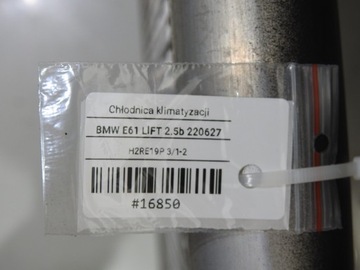 Chłodnica klimatyzacji
BMW E61 LIFT 2.5b 220627
H2RE19P 3/1-2
#16850